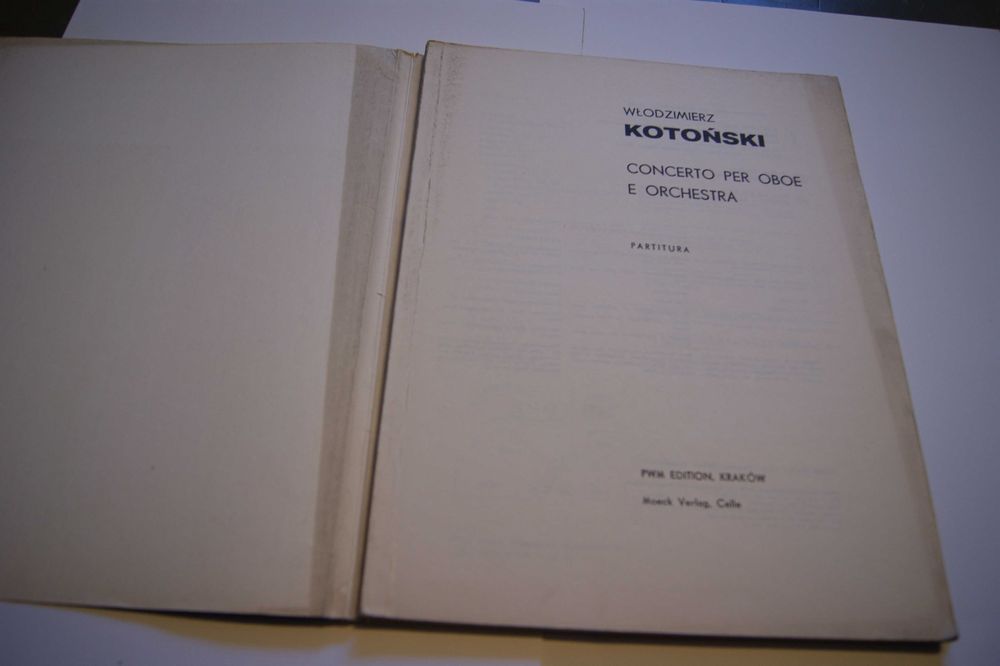 WŁODZIMIERZ
KOTOŃSKI
CONCERTO PER OBOE
E ORCHESTRA
PARTITURA
PWM EDITION, KRAKÓW
Moeck Verlag, Celle